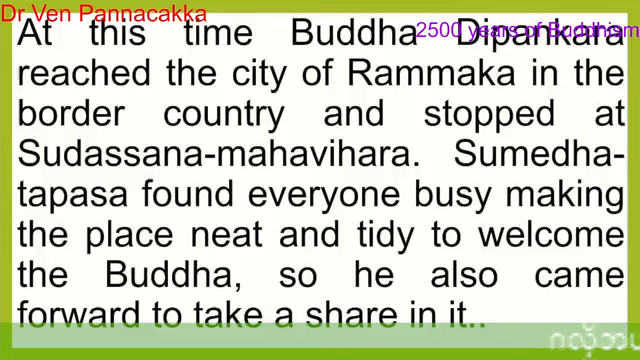 Dr Ven Pannacakka
2500 years of Buddhism
At this time Buddha Dipankara
reached the city of Rammaka in the
border country and stopped at
Sudassana-mahavihara. Sumedha-
tapasa found everyone busy making
the place neat and tidy to welcome
the Buddha, so he also came
forward to take a share in it..